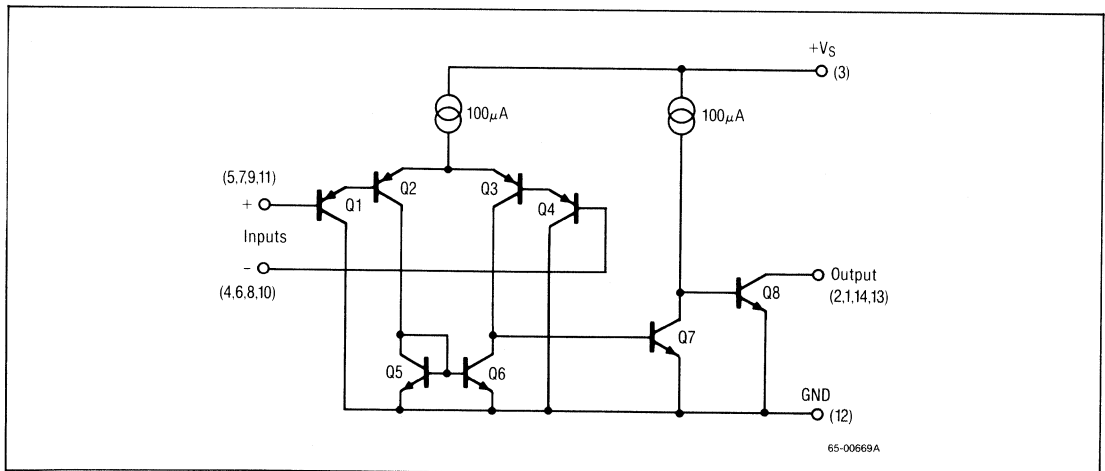 +VS
(3)
100µA
100µA
(5,7,9,11)
+
Q1
Q2
Q3
Q4
Inputs
−
(4,6,8,10)
Output
(2,1,14,13)
Q8
Q7
Q5
Q6
GND
(12)
65-00669A